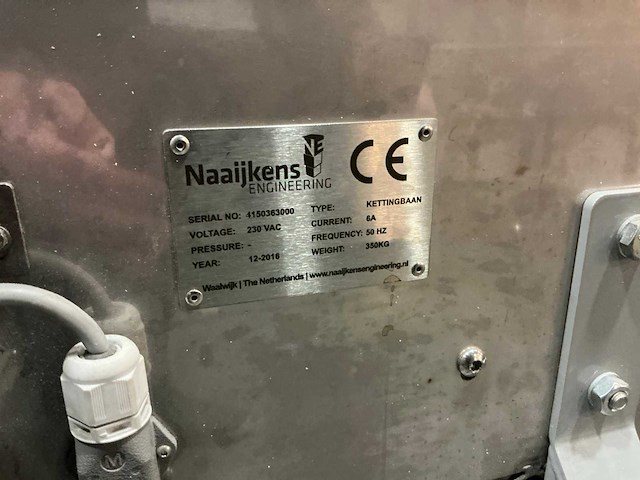 Naaijkens NE
ENGINEERING
CE
SERIAL NO: 4150363000 TYPE: KETTINGBAAN
VOLTAGE: 230 VAC CURRENT: 6A
PRESSURE: - FREQUENCY: 50 HZ
YEAR: 12-2016 WEIGHT: 350KG
Waalwijk | The Netherlands | www.naaijkensengineering.nl
M